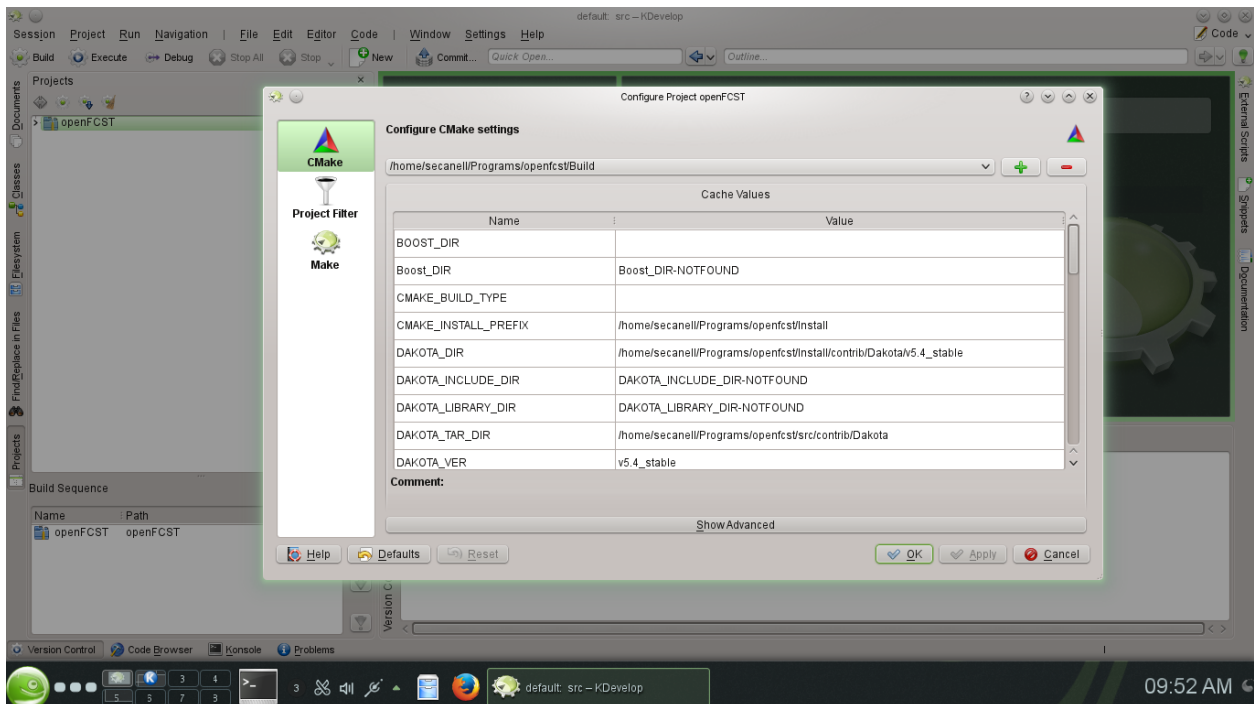 default: src – KDevelop
Session Project Run Navigation | File Edit Editor Code | Window Settings Help
Code
Build Execute Debug Stop All Stop New Commit... Quick Open... Outline...
Projects
openFCST
Documents
Classes
Filesystem
Find/Replace in Files
Projects
External Scripts
Snippets
Documentation
Configure Project openFCST
CMake
Project Filter
Make
Configure CMake settings
/home/secanell/Programs/openfcst/Build
Cache Values
Name Value
BOOST_DIR
Boost_DIR Boost_DIR-NOTFOUND
CMAKE_BUILD_TYPE
CMAKE_INSTALL_PREFIX /home/secanell/Programs/openfcst/Install
DAKOTA_DIR /home/secanell/Programs/openfcst/Install/contrib/Dakota/v5.4_stable
DAKOTA_INCLUDE_DIR DAKOTA_INCLUDE_DIR-NOTFOUND
DAKOTA_LIBRARY_DIR DAKOTA_LIBRARY_DIR-NOTFOUND
DAKOTA_TAR_DIR /home/secanell/Programs/openfcst/src/contrib/Dakota
DAKOTA_VER v5.4_stable
Comment:
Show Advanced
Help Defaults Reset OK Apply Cancel
Build Sequence
Name Path
openFCST openFCST
Version Control Code Browser Konsole Problems
3 4
5 7 3
3
default: src – KDevelop
09:52 AM